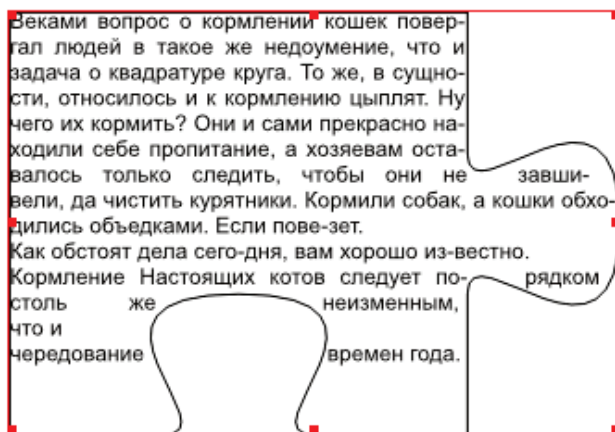 Веками вопрос о кормлении кошек повер-
гал людей в такое же недоумение, что и
задача о квадратуре круга. То же, в сущно-
сти, относилось и к кормлению цыплят. Ну
чего их кормить? Они и сами прекрасно на-
ходили себе пропитание, а хозяевам оста-
валось только следить, чтобы они не завши-
вели, да чистить курятники. Кормили собак, а кошки обхо-
дились объедками. Если пове-зет.
Как обстоят дела сего-дня, вам хорошо из-вестно.
Кормление Настоящих котов следует по- рядком
столь же неизменным,
что и
чередование времен года.